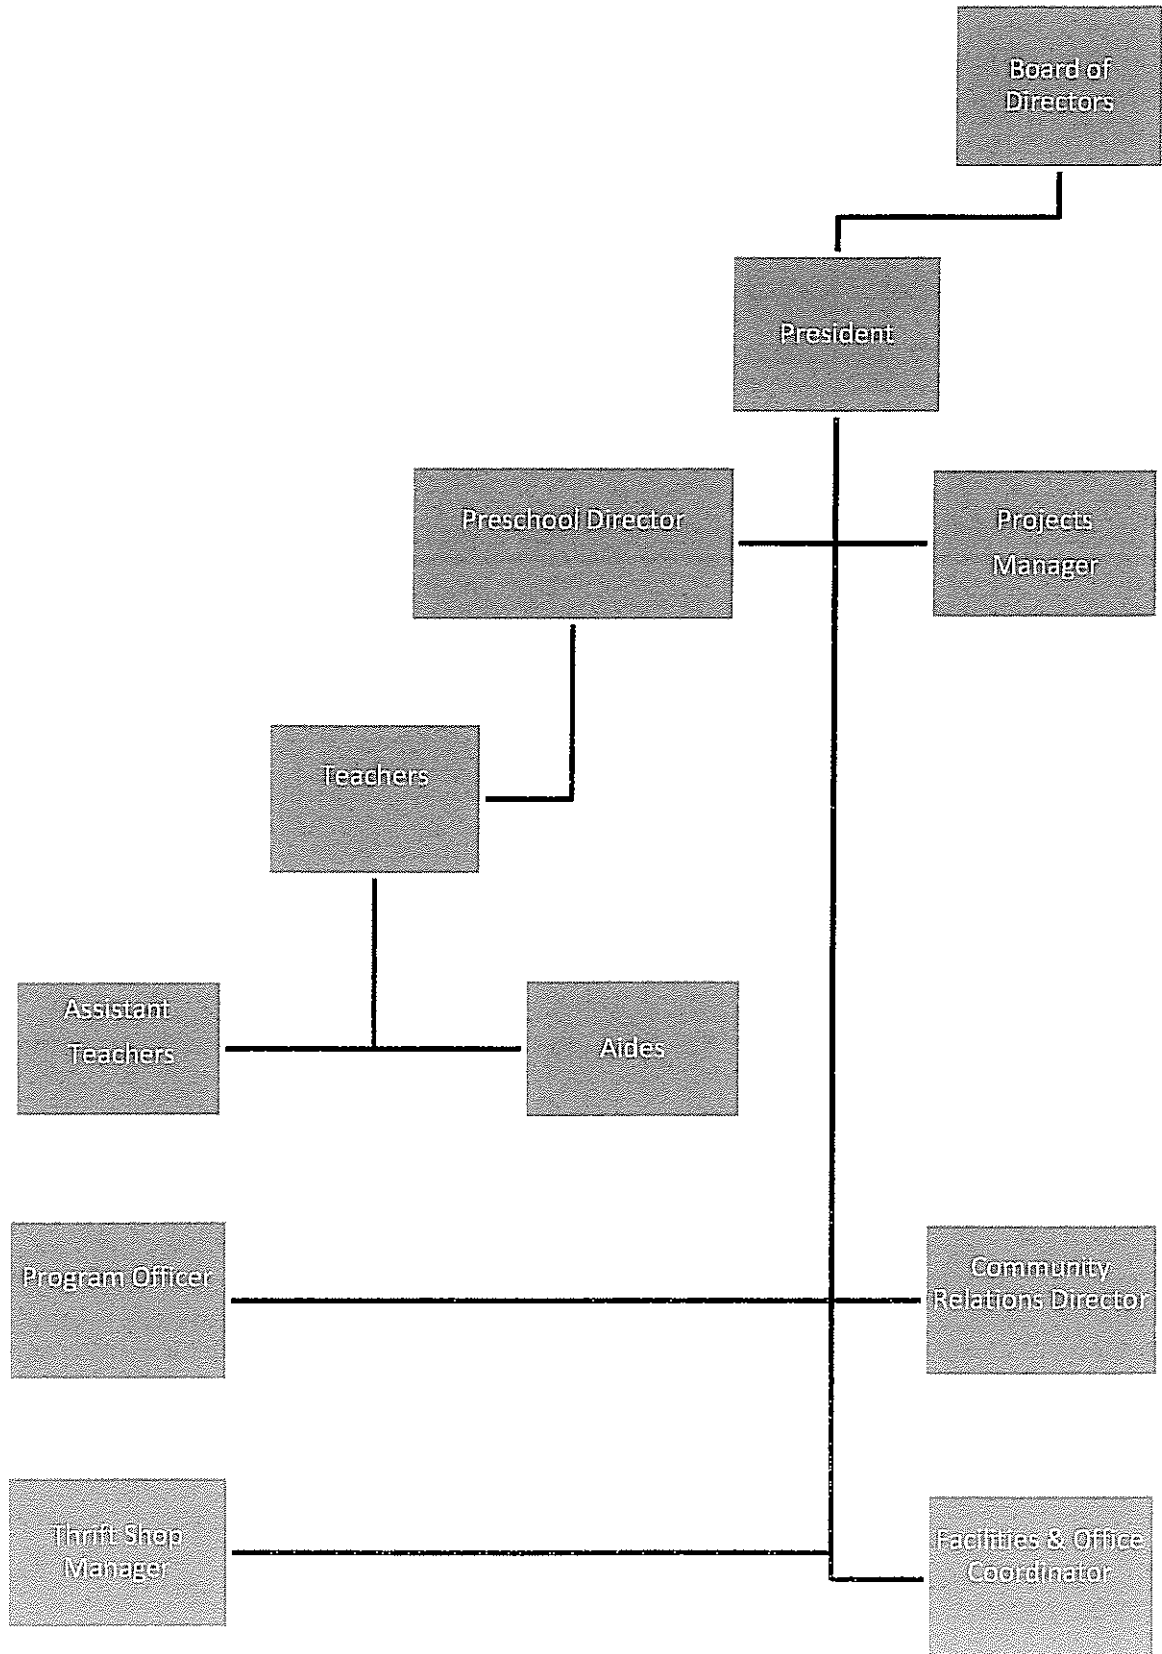 Board of
Directors
President
Preschool Director
Projects
Manager
Teachers
Assistant
Teachers
Aides
Program Officer
Community
Relations Director
Thrift Shop
Manager
Facilities & Office
Coordinator